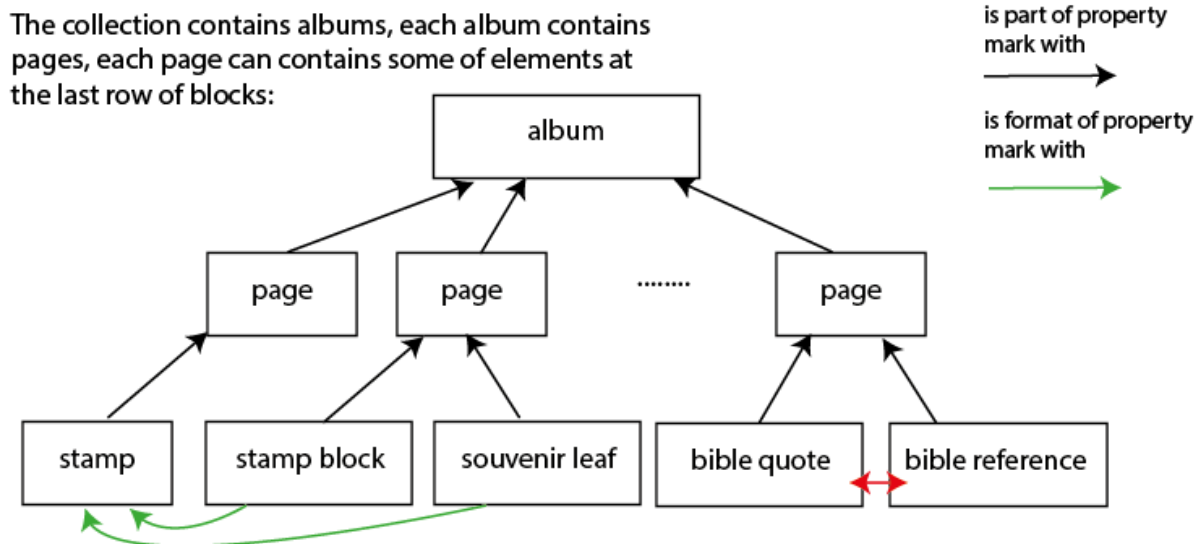 The collection contains albums, each album contains
pages, each page can contains some of elements at
the last row of blocks:
is part of property
mark with
is format of property
mark with
album
page
page
........
page
stamp
stamp block
souvenir leaf
bible quote
bible reference